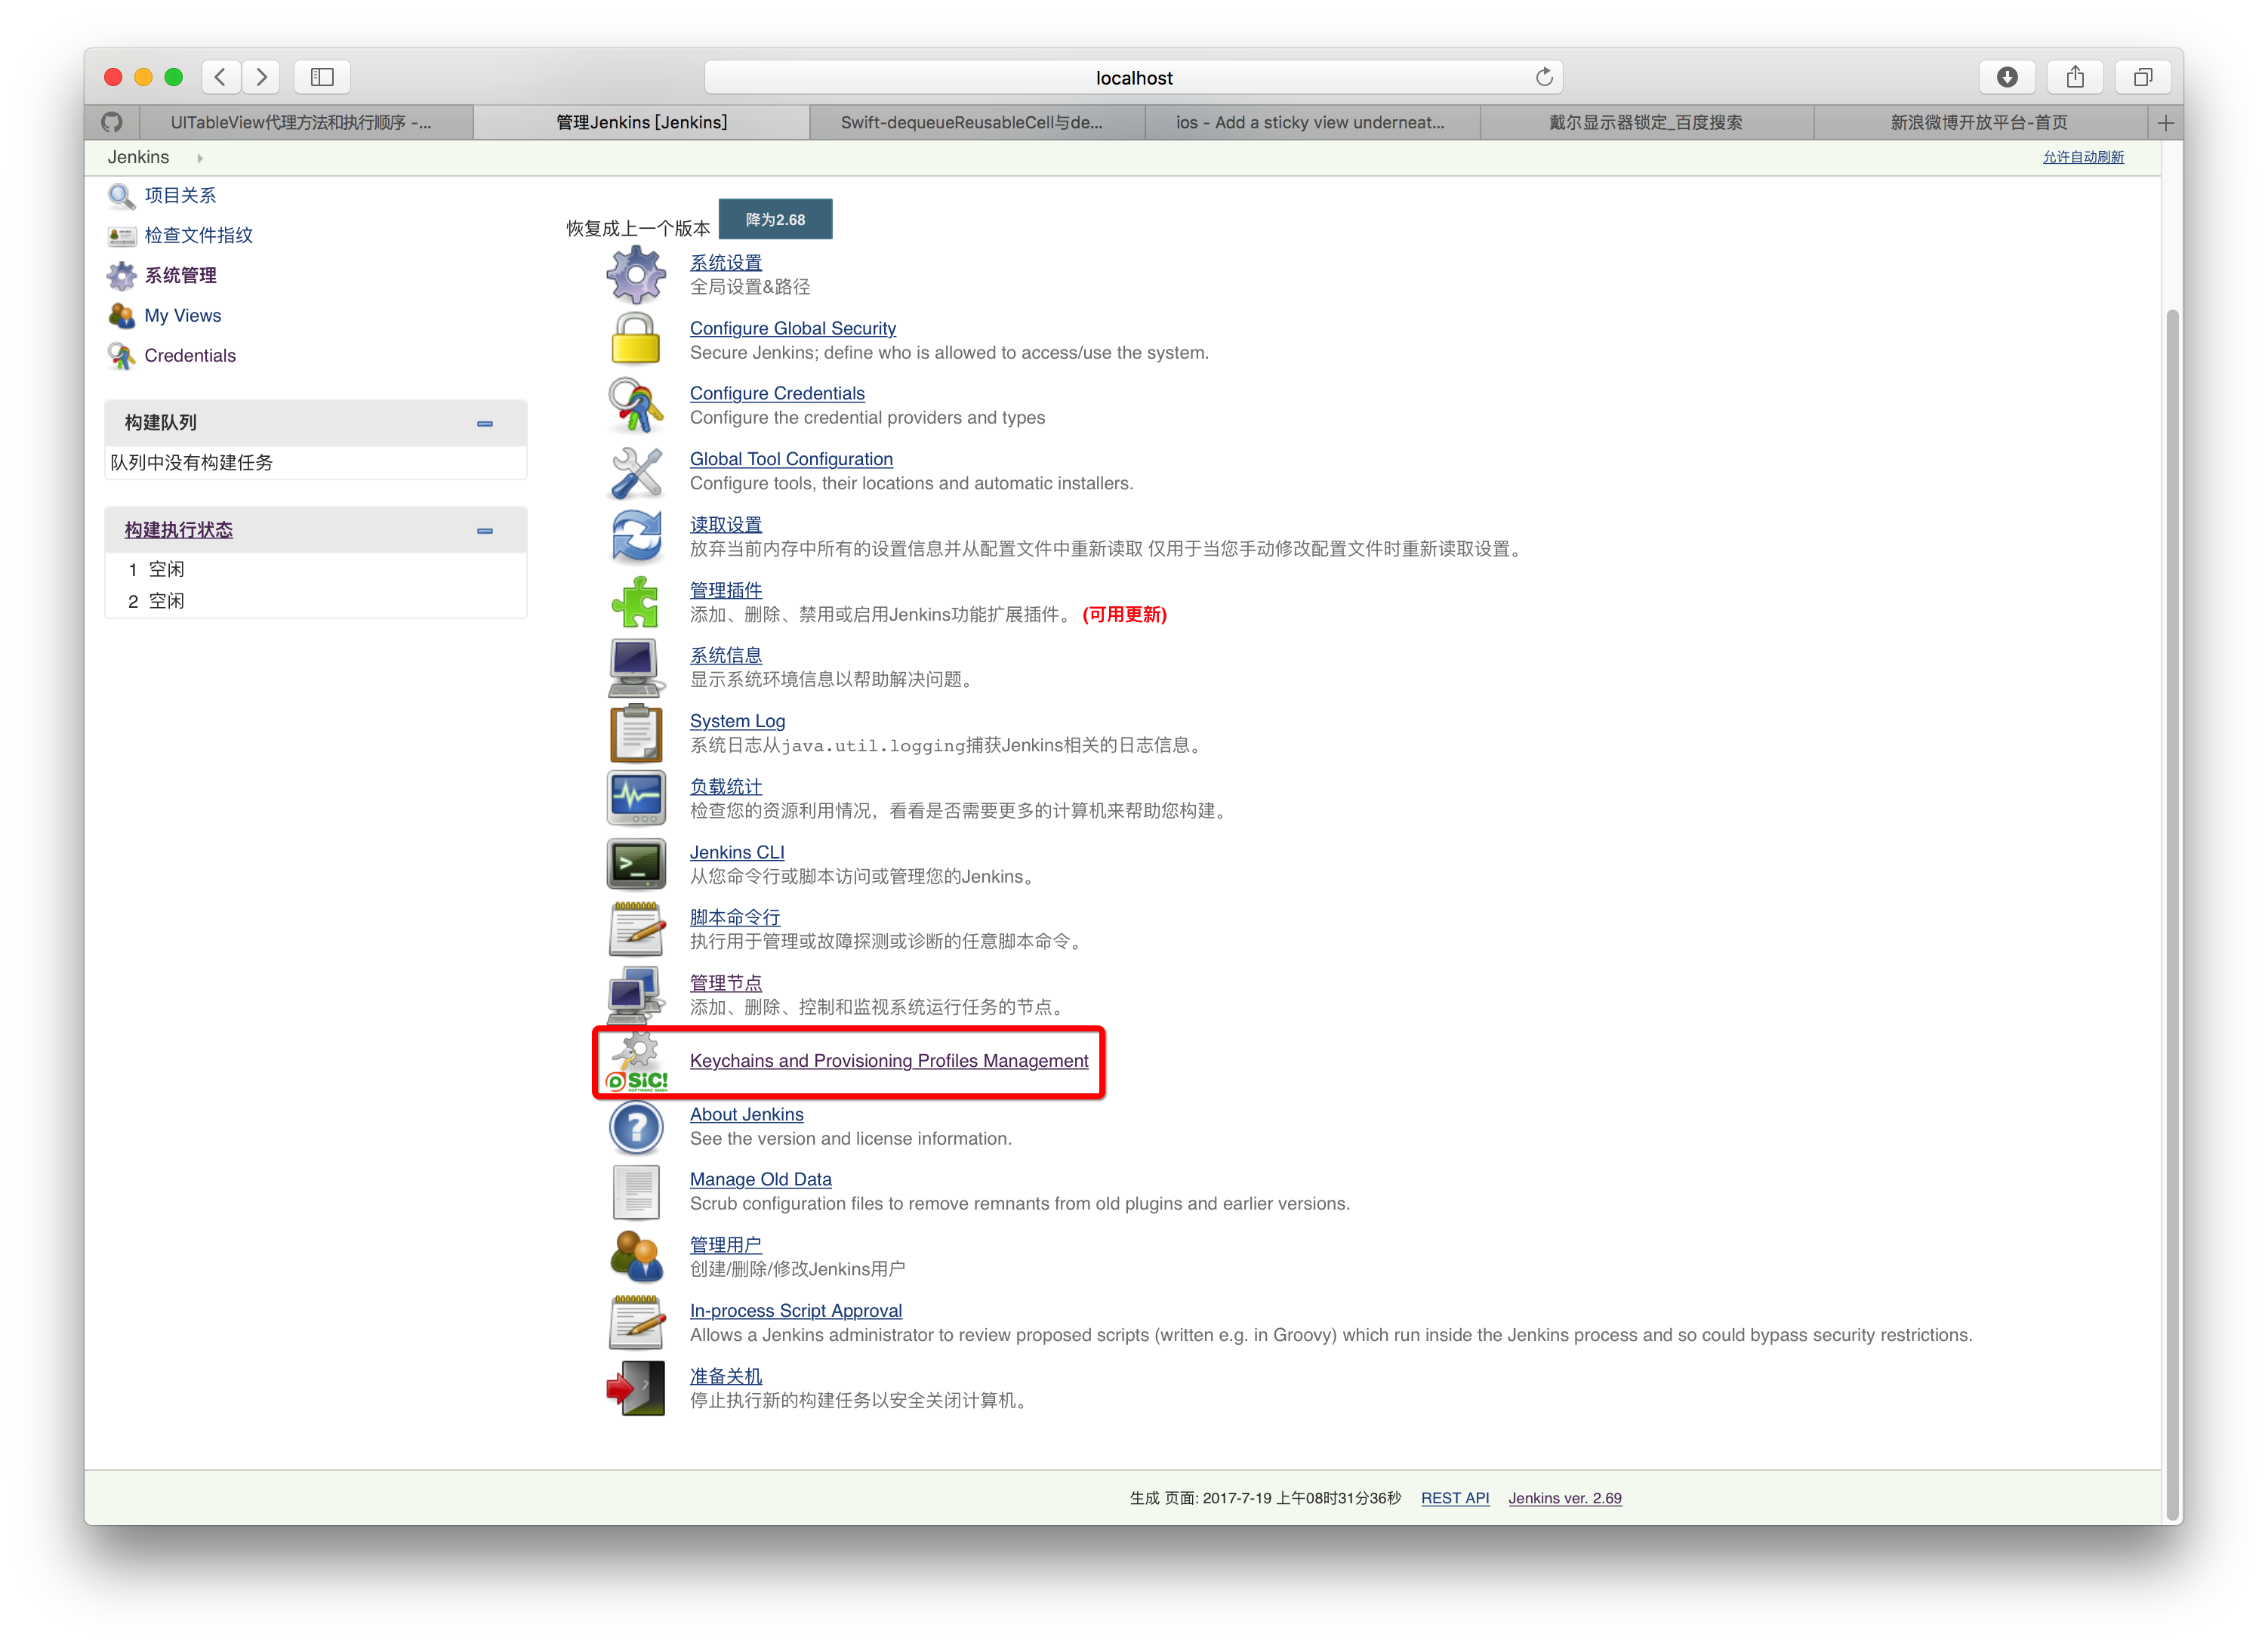 localhost
UITableView代理方法和执行顺序 -...
管理Jenkins [Jenkins]
Swift-dequeueReusableCell与de...
ios - Add a sticky view underneat...
戴尔显示器锁定_百度搜索
新浪微博开放平台-首页
Jenkins
允许自动刷新
项目关系
检查文件指纹
系统管理
My Views
Credentials
构建队列
队列中没有构建任务
构建执行状态
1 空闲
2 空闲
恢复成上一个版本 降为2.68
系统设置
全局设置&路径
Configure Global Security
Secure Jenkins; define who is allowed to access/use the system.
Configure Credentials
Configure the credential providers and types
Global Tool Configuration
Configure tools, their locations and automatic installers.
读取设置
放弃当前内存中所有的设置信息并从配置文件中重新读取 仅用于当您手动修改配置文件时重新读取设置。
管理插件
添加、删除、禁用或启用Jenkins功能扩展插件。 (可用更新)
系统信息
显示系统环境信息以帮助解决问题。
System Log
系统日志从java.util.logging捕获Jenkins相关的日志信息。
负载统计
检查您的资源利用情况，看看是否需要更多的计算机来帮助您构建。
Jenkins CLI
从您命令行或脚本访问或管理您的Jenkins。
脚本命令行
执行用于管理或故障探测或诊断的任意脚本命令。
管理节点
添加、删除、控制和监视系统运行任务的节点。
SiC!
SOFTWARE GMBH
Keychains and Provisioning Profiles Management
About Jenkins
See the version and license information.
Manage Old Data
Scrub configuration files to remove remnants from old plugins and earlier versions.
管理用户
创建/删除/修改Jenkins用户
In-process Script Approval
Allows a Jenkins administrator to review proposed scripts (written e.g. in Groovy) which run inside the Jenkins process and so could bypass security restrictions.
准备关机
停止执行新的构建任务以安全关闭计算机。
生成 页面: 2017-7-19 上午08时31分36秒 REST API Jenkins ver. 2.69